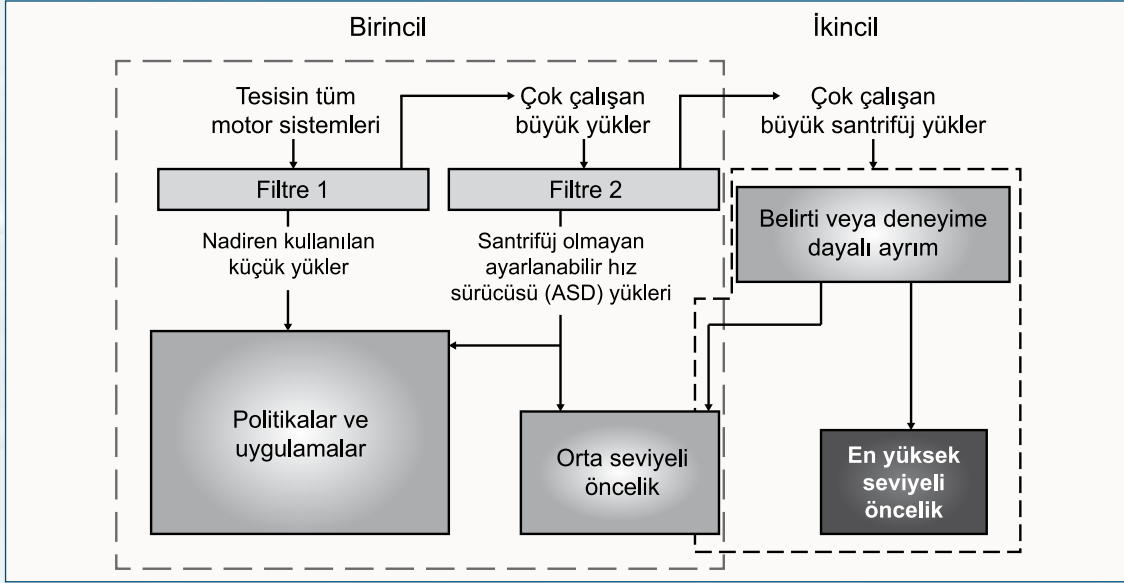 Birincil
İkincil
Tesisin tüm
motor sistemleri
Çok çalışan
büyük yükler
Çok çalışan
büyük santrifüj yükler
Filtre 1
Filtre 2
Nadiren kullanılan
küçük yükler
Santrifüj olmayan
ayarlanabilir hız
sürücüsü (ASD) yükleri
Belirti veya deneyime
dayalı ayrım
Politikalar ve
uygulamalar
Orta seviyeli
öncelik
En yüksek
seviyeli
öncelik